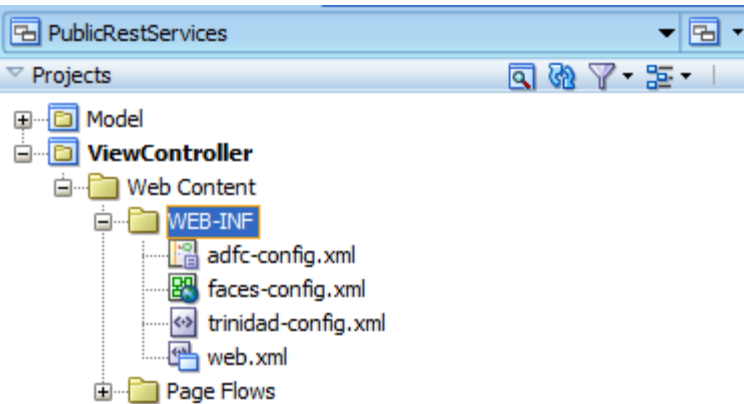 PublicRestServices
Projects
Model
ViewController
Web Content
WEB-INF
adfc-config.xml
faces-config.xml
trinidad-config.xml
web.xml
Page Flows